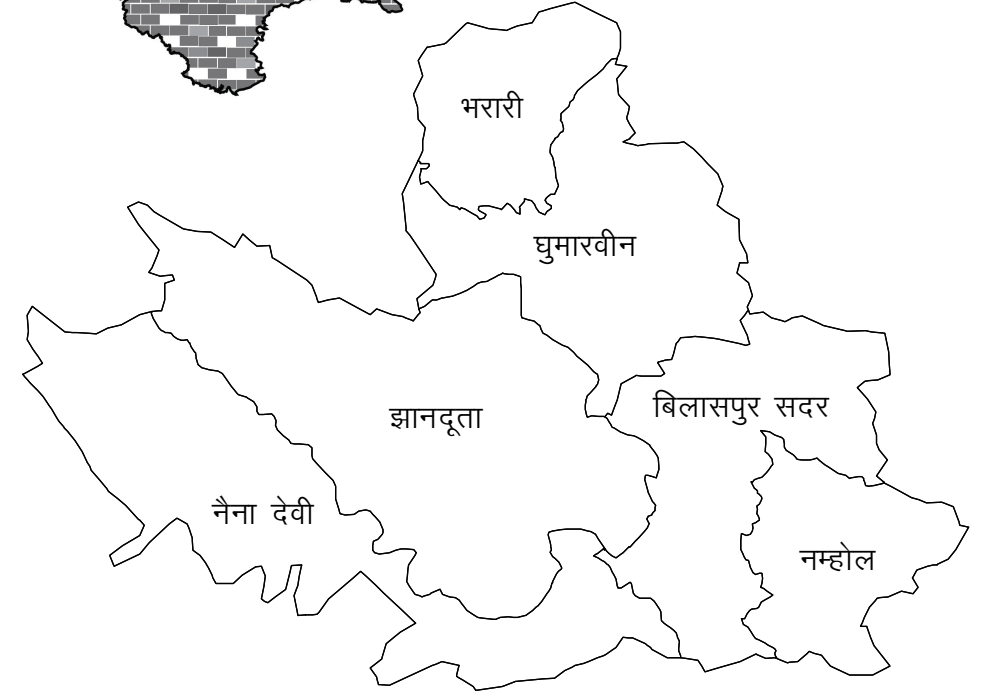 भरारी
घुमारवीन
बिलासपुर सदर
झानदूता
नैना देवी
नम्होल